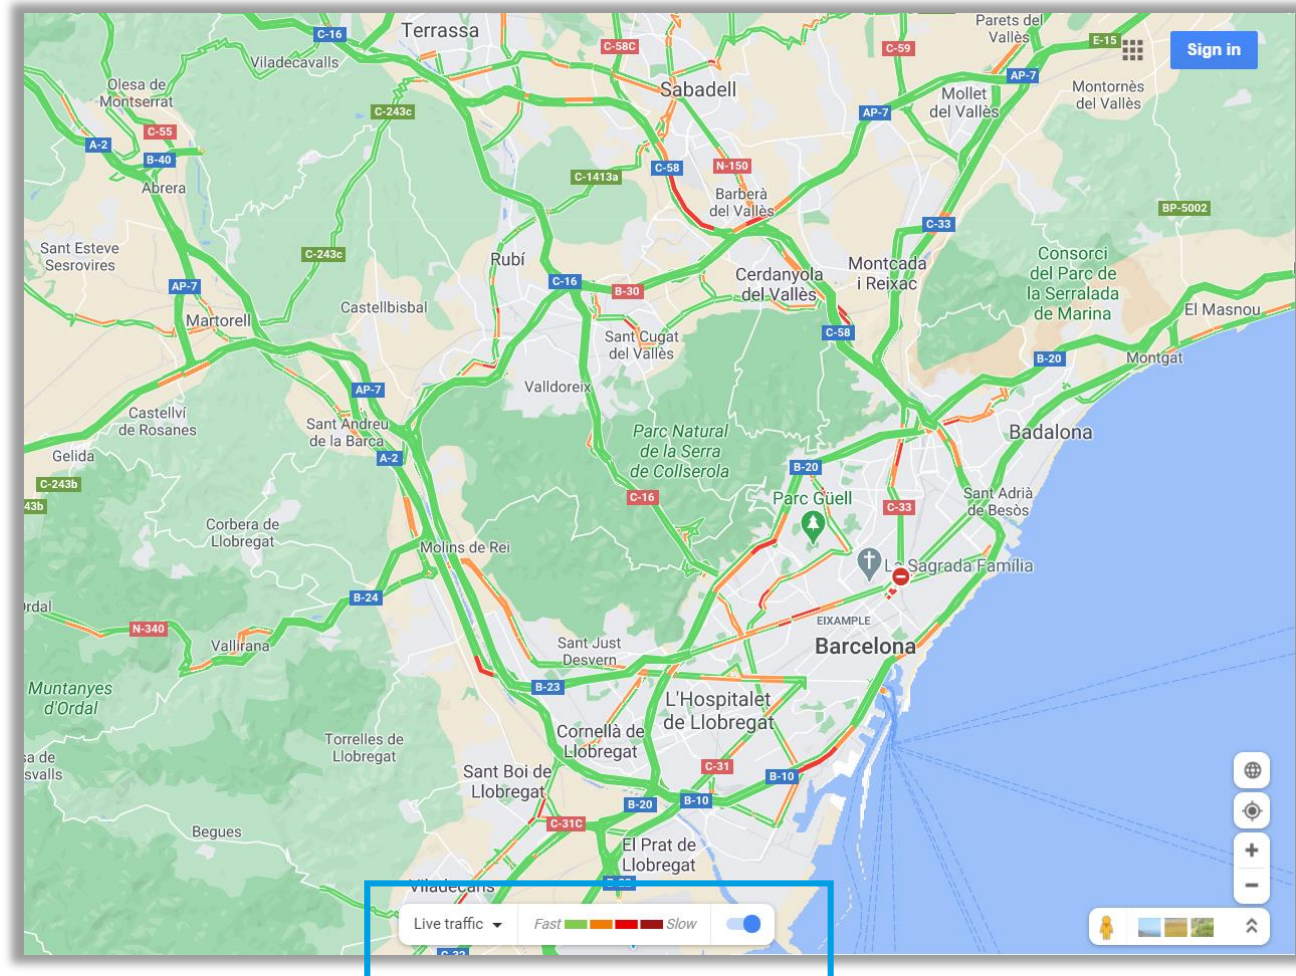 Terrassa
C-16
Viladecavalls
C-58C
C-59
Parets del
Vallès
E-15
Sign in
Olesa de
Montserrat
C-243c
Sabadell
AP-7
Mollet
del Vallès
AP-7
Montornès
del Vallès
C-55
A-2
B-40
Abrera
C-1413a
C-58
N-150
Barberà
del Vallès
BP-5002
C-33
Sant Esteve
Sesrovires
C-243c
Rubí
C-16
B-30
Cerdanyola
del Vallès
Montcada
i Reixac
Consorci
del Parc de
la Serralada
de Marina
AP-7
Martorell
Castellbisbal
Sant Cugat
del Vallès
C-58
El Masnou
B-20
Montgat
AP-7
Valldoreix
Castellví
de Rosanes
Sant Andreu
de la Barca
Parc Natural
de la Serra
de Collserola
Badalona
Gelida
A-2
B-20
C-243b
43b
C-16
Parc Güell
C-33
Sant Adrià
de Besòs
Corbera de
Llobregat
Molins de Rei
La Sagrada Família
B-24
Ordal
N-340
Vallirana
EIXAMPLE
Barcelona
Sant Just
Desvern
Muntanyes
d'Ordal
B-23
L'Hospitalet
de Llobregat
Torrelles de
Llobregat
Cornellà de
Llobregat
sa de
svalls
Sant Boi de
Llobregat
C-31
B-10
B-20
B-10
Begues
C-31C
El Prat de
Llobregat
Viladecans
Live traffic
Fast
Slow
C-32